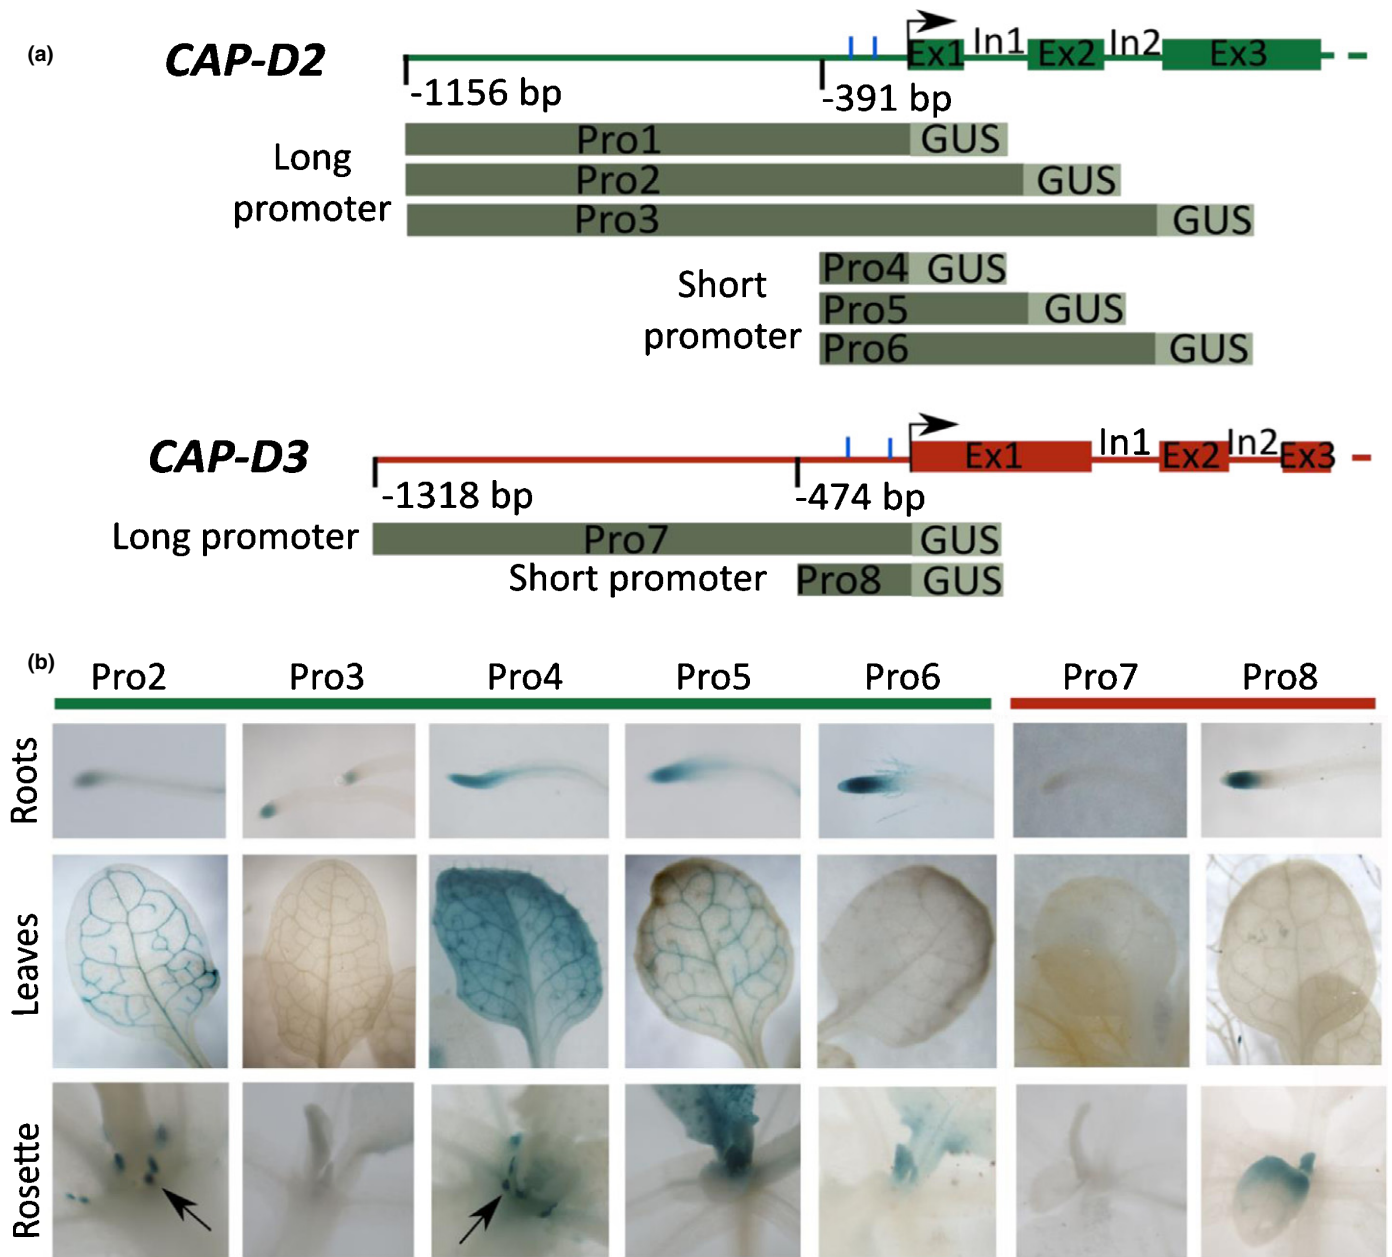 (a)
CAP-D2
Ex1 In1 Ex2 In2 Ex3
-1156 bp
-391 bp
Long
promoter
Pro1 GUS
Pro2 GUS
Pro3 GUS
Short
promoter
Pro4 GUS
Pro5 GUS
Pro6 GUS
CAP-D3
Ex1 In1 Ex2 In2 Ex3
-1318 bp
-474 bp
Long promoter Pro7 GUS
Short promoter Pro8 GUS
(b)
Pro2 Pro3 Pro4 Pro5 Pro6 Pro7 Pro8
Roots
Leaves
Rosette